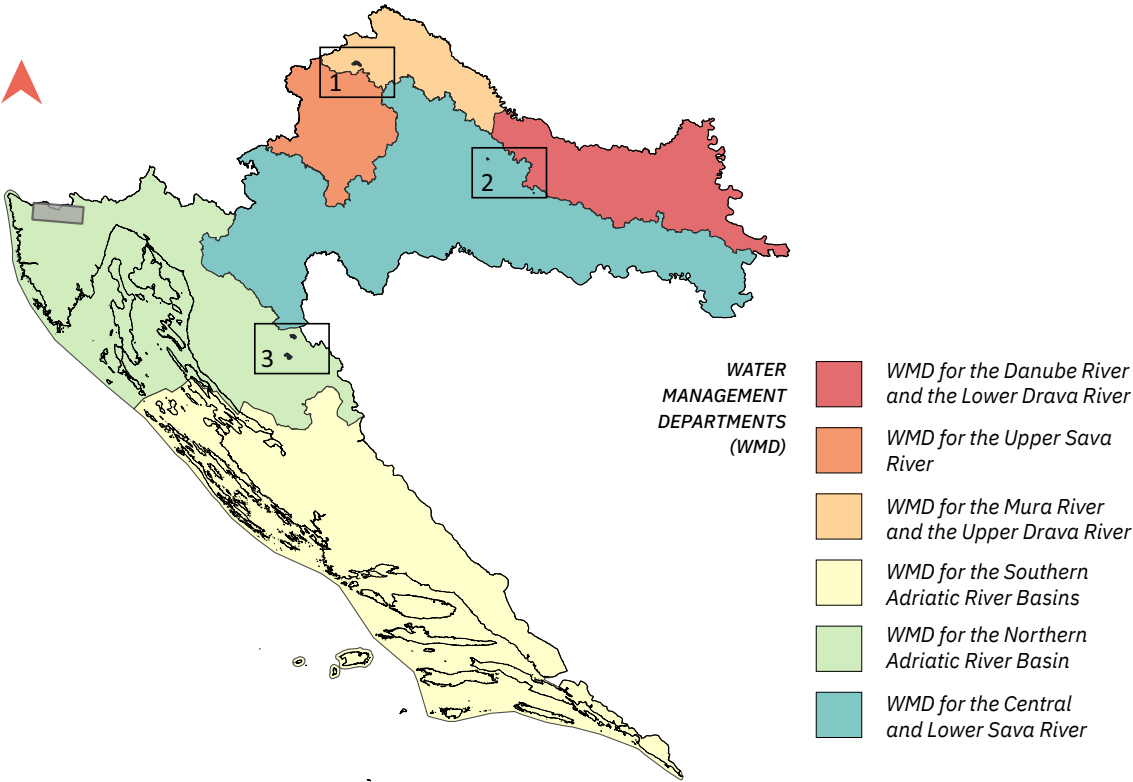 1
2
3
WATER
MANAGEMENT
DEPARTMENTS
(WMD)
WMD for the Danube River
and the Lower Drava River
WMD for the Upper Sava
River
WMD for the Mura River
and the Upper Drava River
WMD for the Southern
Adriatic River Basins
WMD for the Northern
Adriatic River Basin
WMD for the Central
and Lower Sava River